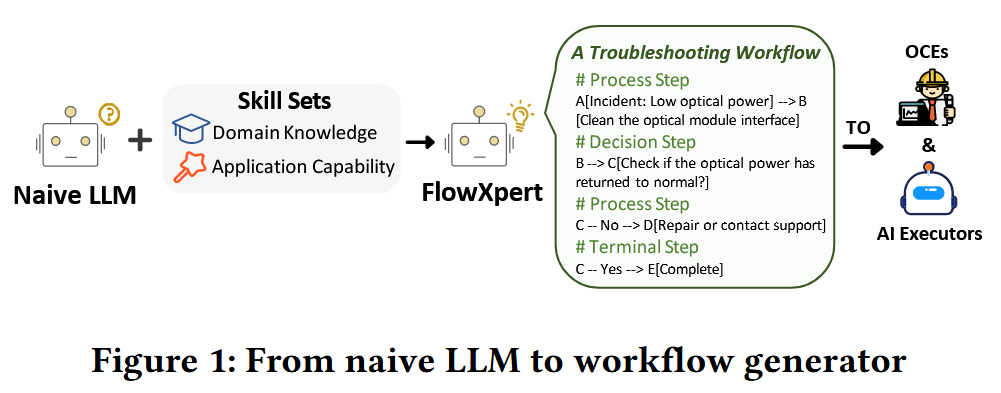 Naive LLM
Skill Sets
Domain Knowledge
Application Capability
FlowXpert
A Troubleshooting Workflow
# Process Step
A[Incident: Low optical power] --> B
[Clean the optical module interface]
# Decision Step
B --> C[Check if the optical power has
returned to normal?]
# Process Step
C -- No --> D[Repair or contact support]
# Terminal Step
C -- Yes --> E[Complete]
TO
OCEs
&
AI Executors
Figure 1: From naive LLM to workflow generator